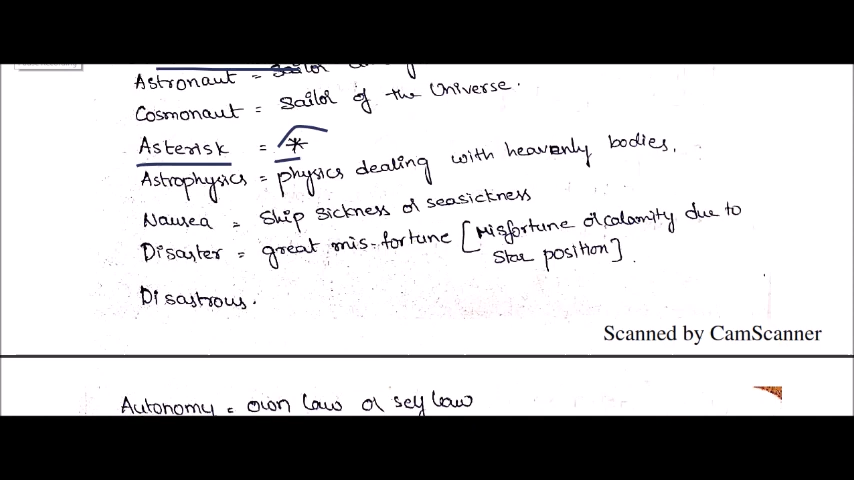 Astronaut = sailor
Cosmonaut = sailor of the Universe.
Asterisk = *
Astrophysics = physics dealing with heavenly bodies.
Nausea = Ship sickness or seasickness
Disaster = great mis-fortune [Misfortune or calamity due to
star position].
Disastrous.
Scanned by CamScanner
Autonomy = own law or self law